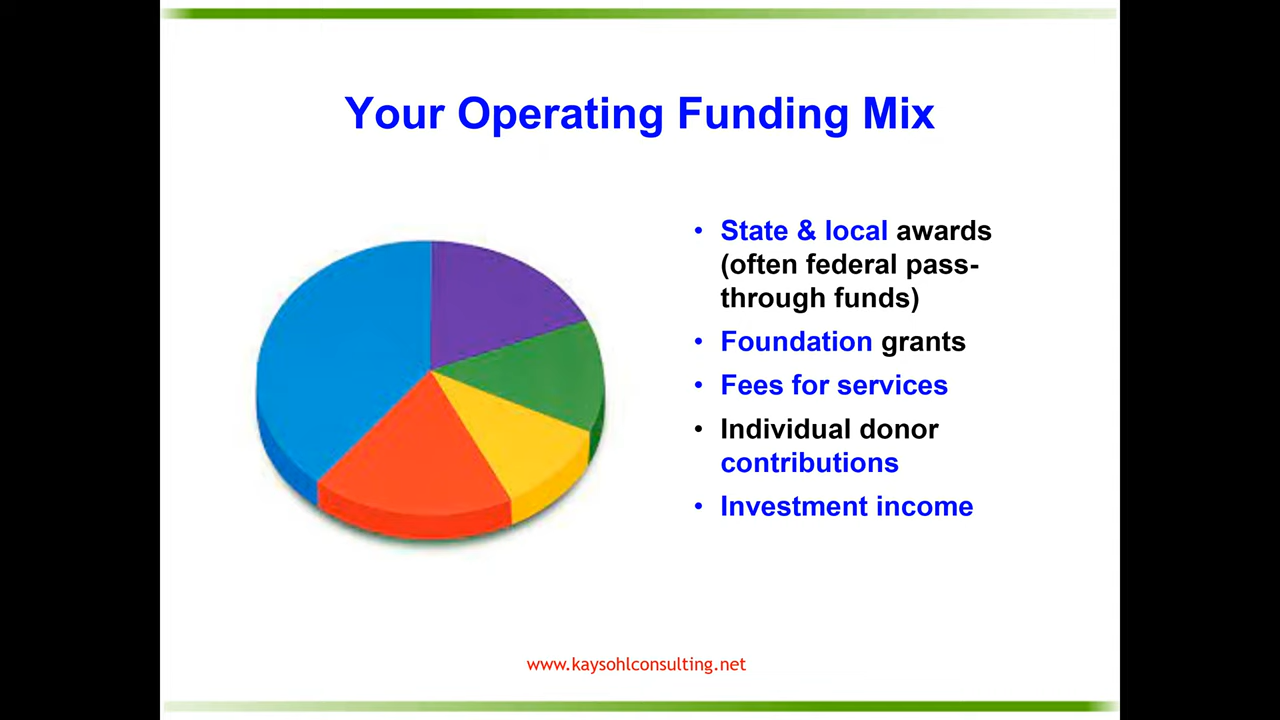 Your Operating Funding Mix
• State & local awards
(often federal pass-
through funds)
• Foundation grants
• Fees for services
• Individual donor
contributions
• Investment income
www.kaysohlconsulting.net